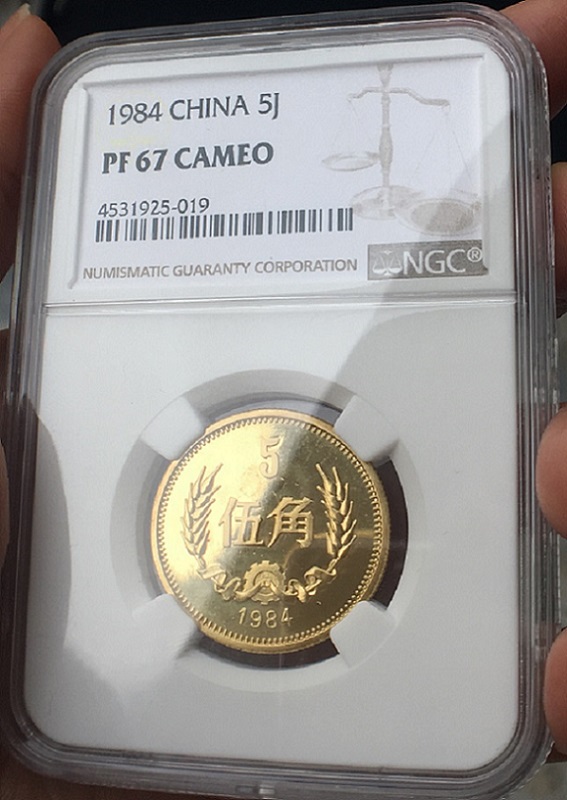 1984 CHINA 5J
PF 67 CAMEO
4531925-019
NUMISMATIC GUARANTY CORPORATION
NGC®
5
伍角
1984